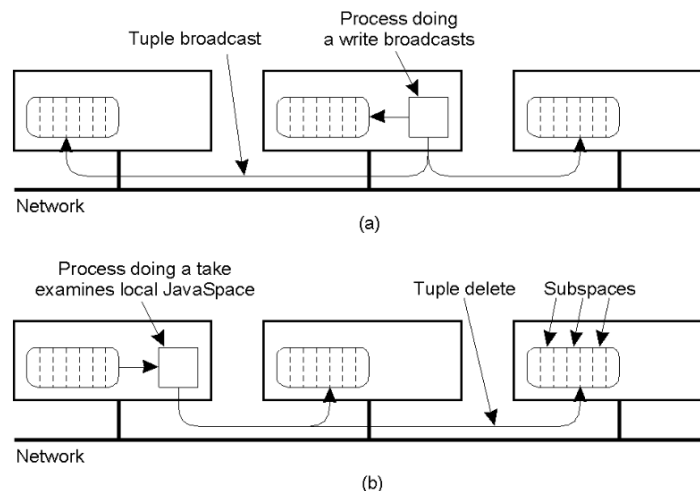 Process doing
a write broadcasts
Tuple broadcast
Network
(a)
Process doing a take
examines local JavaSpace
Tuple delete
Subspaces
Network
(b)